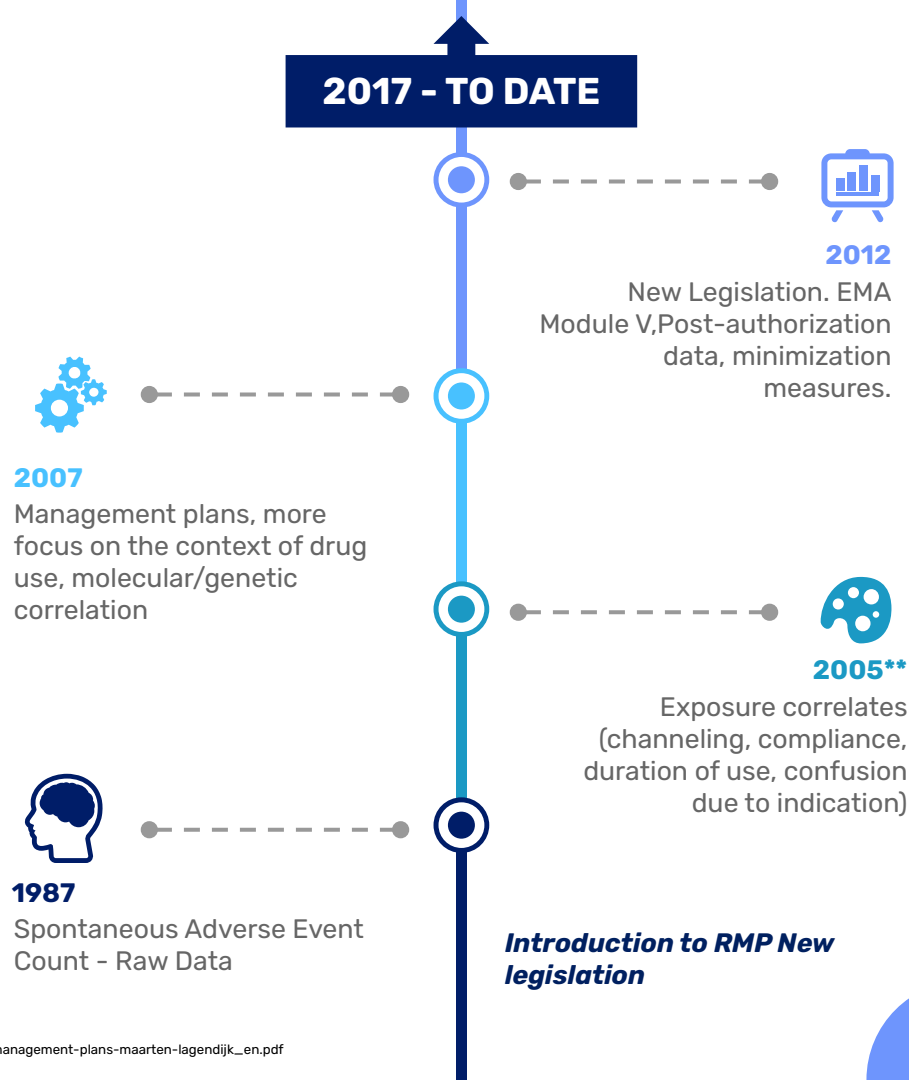 2017 - TO DATE
2012
New Legislation. EMA
Module V,Post-authorization
data, minimization
measures.
2007
Management plans, more
focus on the context of drug
use, molecular/genetic
correlation
2005**
Exposure correlates
(channeling, compliance,
duration of use, confusion
due to indication)
1987
Spontaneous Adverse Event
Count - Raw Data
Introduction to RMP New
legislation
management-plans-maarten-lagendijk_en.pdf